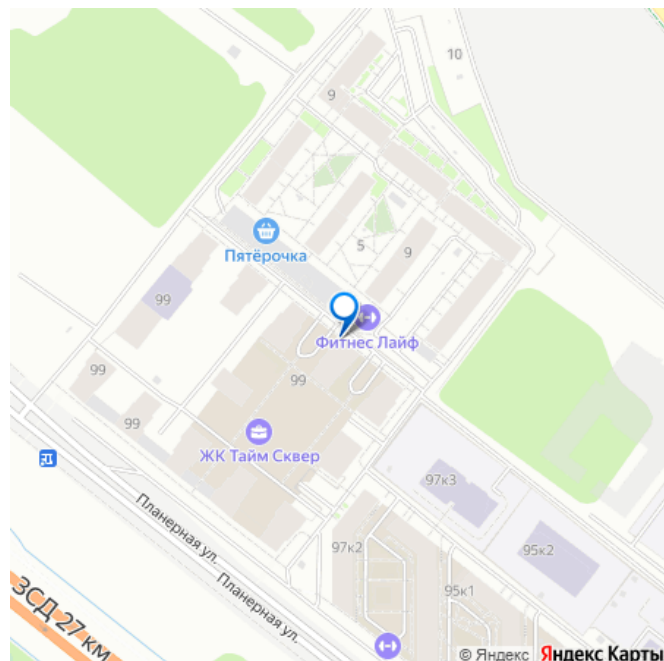 10
9
5
9
Пятёрочка
99
Фитнес Лайф
99
99
99
ЖК Тайм Сквер
97к3
97к2
95к2
95к1
Планерная ул.
Планерная ул.
ЗСД 27 км
© Яндекс Яндекс Карты